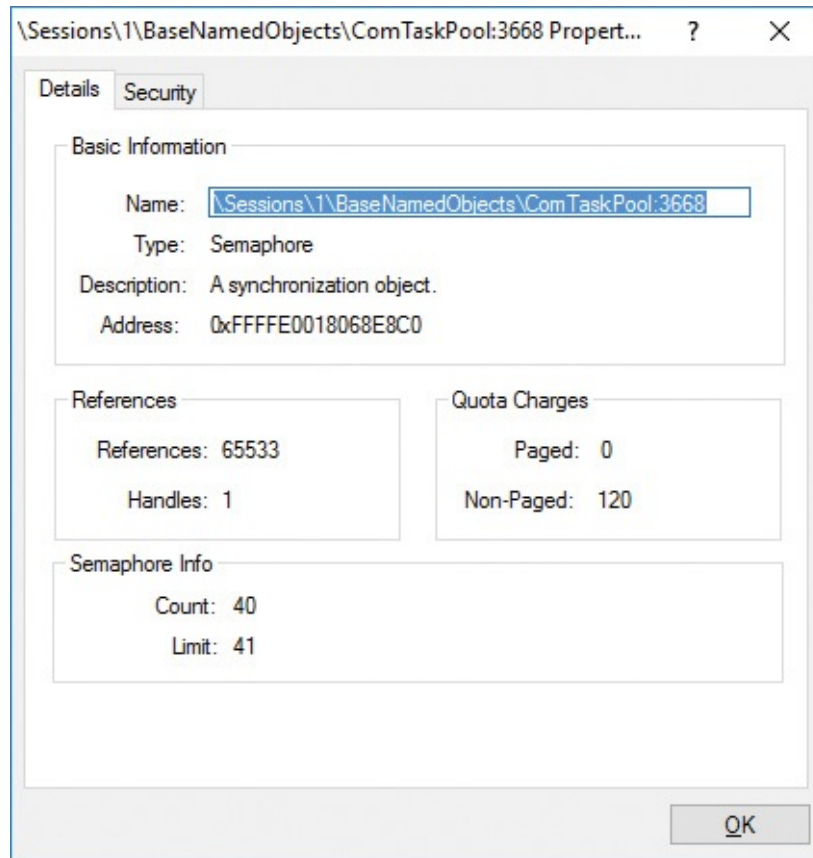 \Sessions\1\BaseNamedObjects\ComTaskPool:3668 Propert... ? ×
Details Security
Basic Information
Name: \Sessions\1\BaseNamedObjects\ComTaskPool:3668
Type: Semaphore
Description: A synchronization object.
Address: 0xFFFFE0018068E8C0
References
References: 65533
Handles: 1
Quota Charges
Paged: 0
Non-Paged: 120
Semaphore Info
Count: 40
Limit: 41
OK